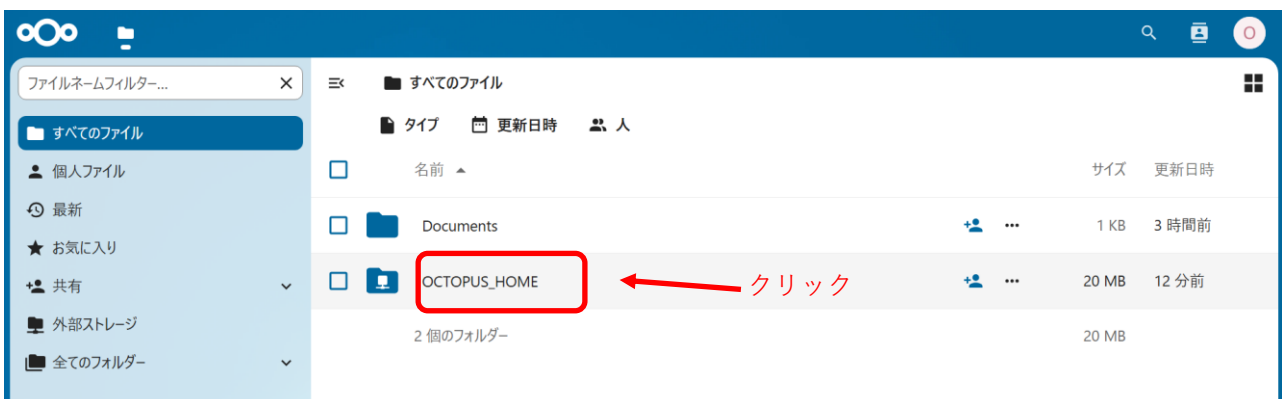 O
ファイルネームフィルター...
すべてのファイル
個人ファイル
最新
お気に入り
共有
外部ストレージ
全てのフォルダー
すべてのファイル
タイプ 更新日時 人
名前 サイズ 更新日時
Documents 1 KB 3 時間前
OCTOPUS_HOME クリック 20 MB 12 分前
2 個のフォルダー 20 MB